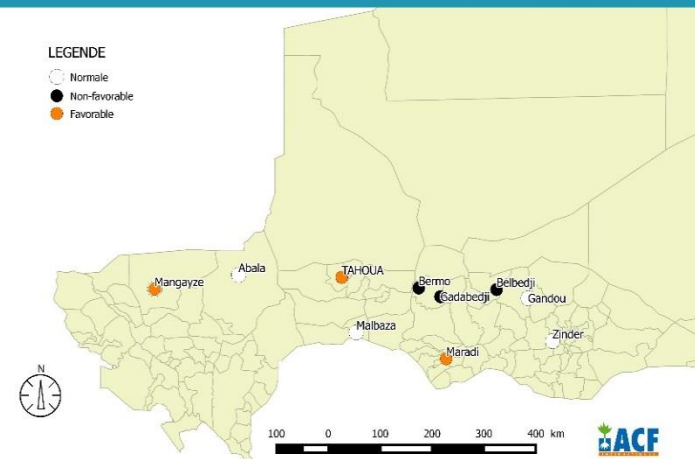 LEGENDE
Normale
Non-favorable
Favorable
Mangayze
Abala
TAHOUA
Bermo
Gadabedji
Belbedji
Gandou
Malbaza
Zinder
Maradi
N
100 0 100 200 300 400 km
ACF
INTERNATIONAL